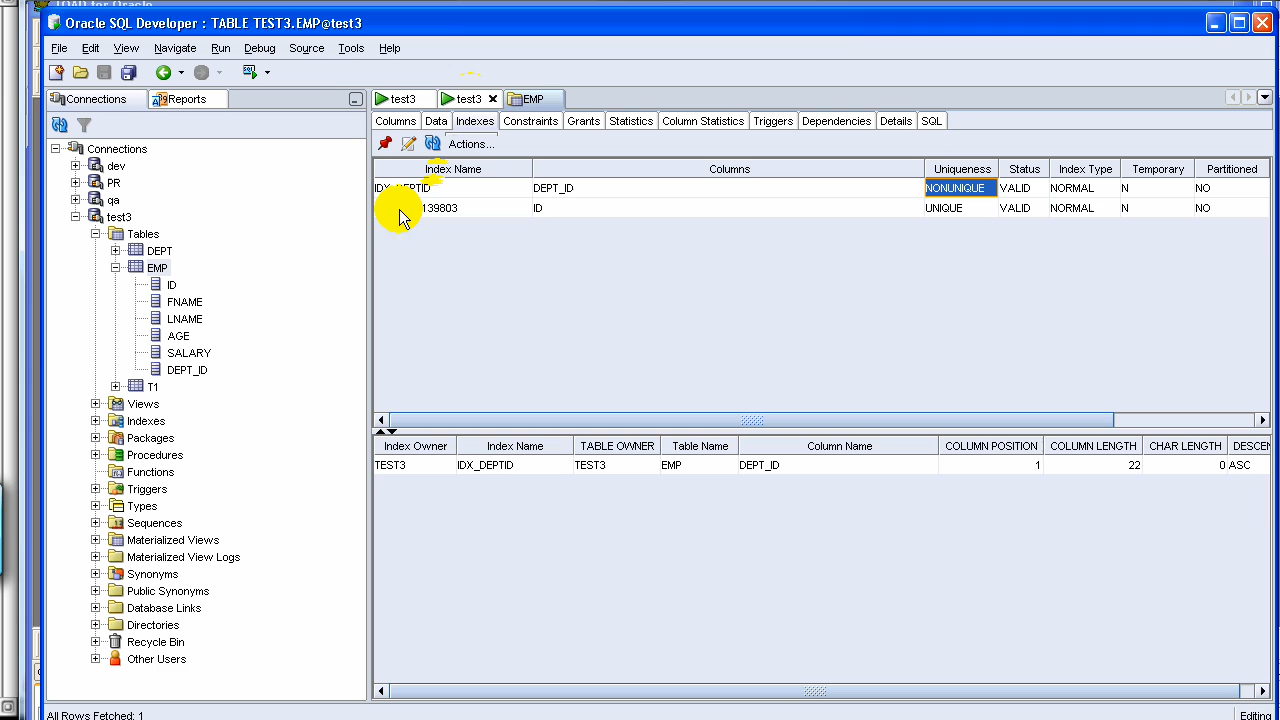 TOAD for Oracle
Oracle SQL Developer : TABLE TEST3.EMP@test3
File Edit View Navigate Run Debug Source Tools Help
Connections Reports
test3 test3 EMP
Columns Data Indexes Constraints Grants Statistics Column Statistics Triggers Dependencies Details SQL
Actions...
Index Name Columns Uniqueness Status Index Type Temporary Partitioned
IDX_DEPTID DEPT_ID NONUNIQUE VALID NORMAL N NO
139803 ID UNIQUE VALID NORMAL N NO
Connections
dev
PR
qa
test3
Tables
DEPT
EMP
ID
FNAME
LNAME
AGE
SALARY
DEPT_ID
T1
Views
Indexes
Packages
Procedures
Functions
Triggers
Types
Sequences
Materialized Views
Materialized View Logs
Synonyms
Public Synonyms
Database Links
Directories
Recycle Bin
Other Users
Index Owner Index Name TABLE OWNER Table Name Column Name COLUMN POSITION COLUMN LENGTH CHAR LENGTH DESCEN
TEST3 IDX_DEPTID TEST3 EMP DEPT_ID 1 22 0 ASC
All Rows Fetched: 1
Editing